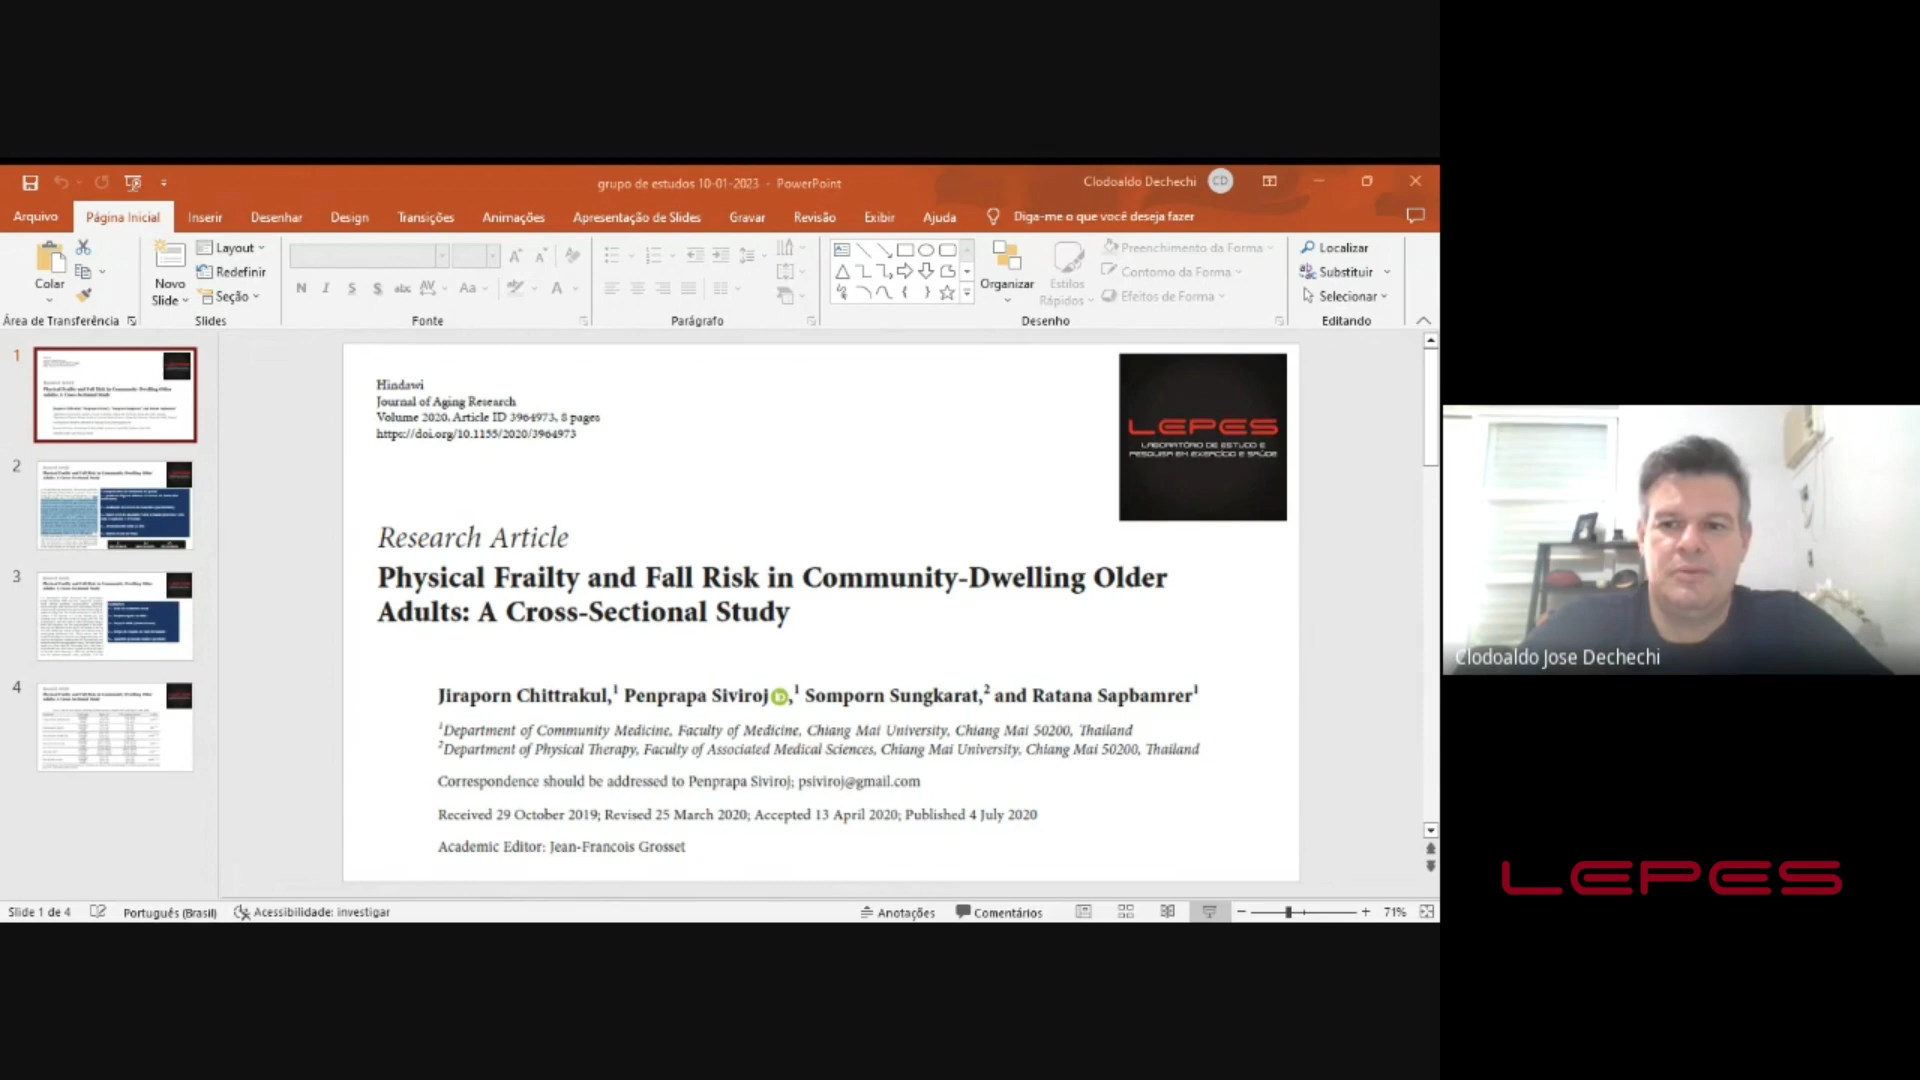 grupo de estudos 10-01-2023 - PowerPoint
Clodoaldo Dechechi CD
Arquivo Página Inicial Inserir Desenhar Design Transições Animações Apresentação de Slides Gravar Revisão Exibir Ajuda Diga-me o que você deseja fazer
Colar
Novo
Slide
Layout
Redefinir
Seção
N I S S abc AV Aa A
Organizar
Estilos
Rápidos
Preenchimento da Forma
Contorno da Forma
Efeitos de Forma
Localizar
Substituir
Selecionar
Área de Transferência Slides Fonte Parágrafo Desenho Editando
1
2
3
4
Hindawi
Journal of Aging Research
Volume 2020, Article ID 3964973, 8 pages
https://doi.org/10.1155/2020/3964973
LEPES
LABORATÓRIO DE ESTUDO E
PESQUISA EM EXERCÍCIO E SAÚDE
Research Article
Physical Frailty and Fall Risk in Community-Dwelling Older
Adults: A Cross-Sectional Study
Jiraporn Chittrakul,1 Penprapa Siviroj iD,1 Somporn Sungkarat,2 and Ratana Sapbamrer1
1Department of Community Medicine, Faculty of Medicine, Chiang Mai University, Chiang Mai 50200, Thailand
2Department of Physical Therapy, Faculty of Associated Medical Sciences, Chiang Mai University, Chiang Mai 50200, Thailand
Correspondence should be addressed to Penprapa Siviroj; psiviroj@gmail.com
Received 29 October 2019; Revised 25 March 2020; Accepted 13 April 2020; Published 4 July 2020
Academic Editor: Jean-Francois Grosset
Slide 1 de 4 Português (Brasil) Acessibilidade: investigar Anotações Comentários 71%
Clodoaldo Jose Dechechi
LEPES